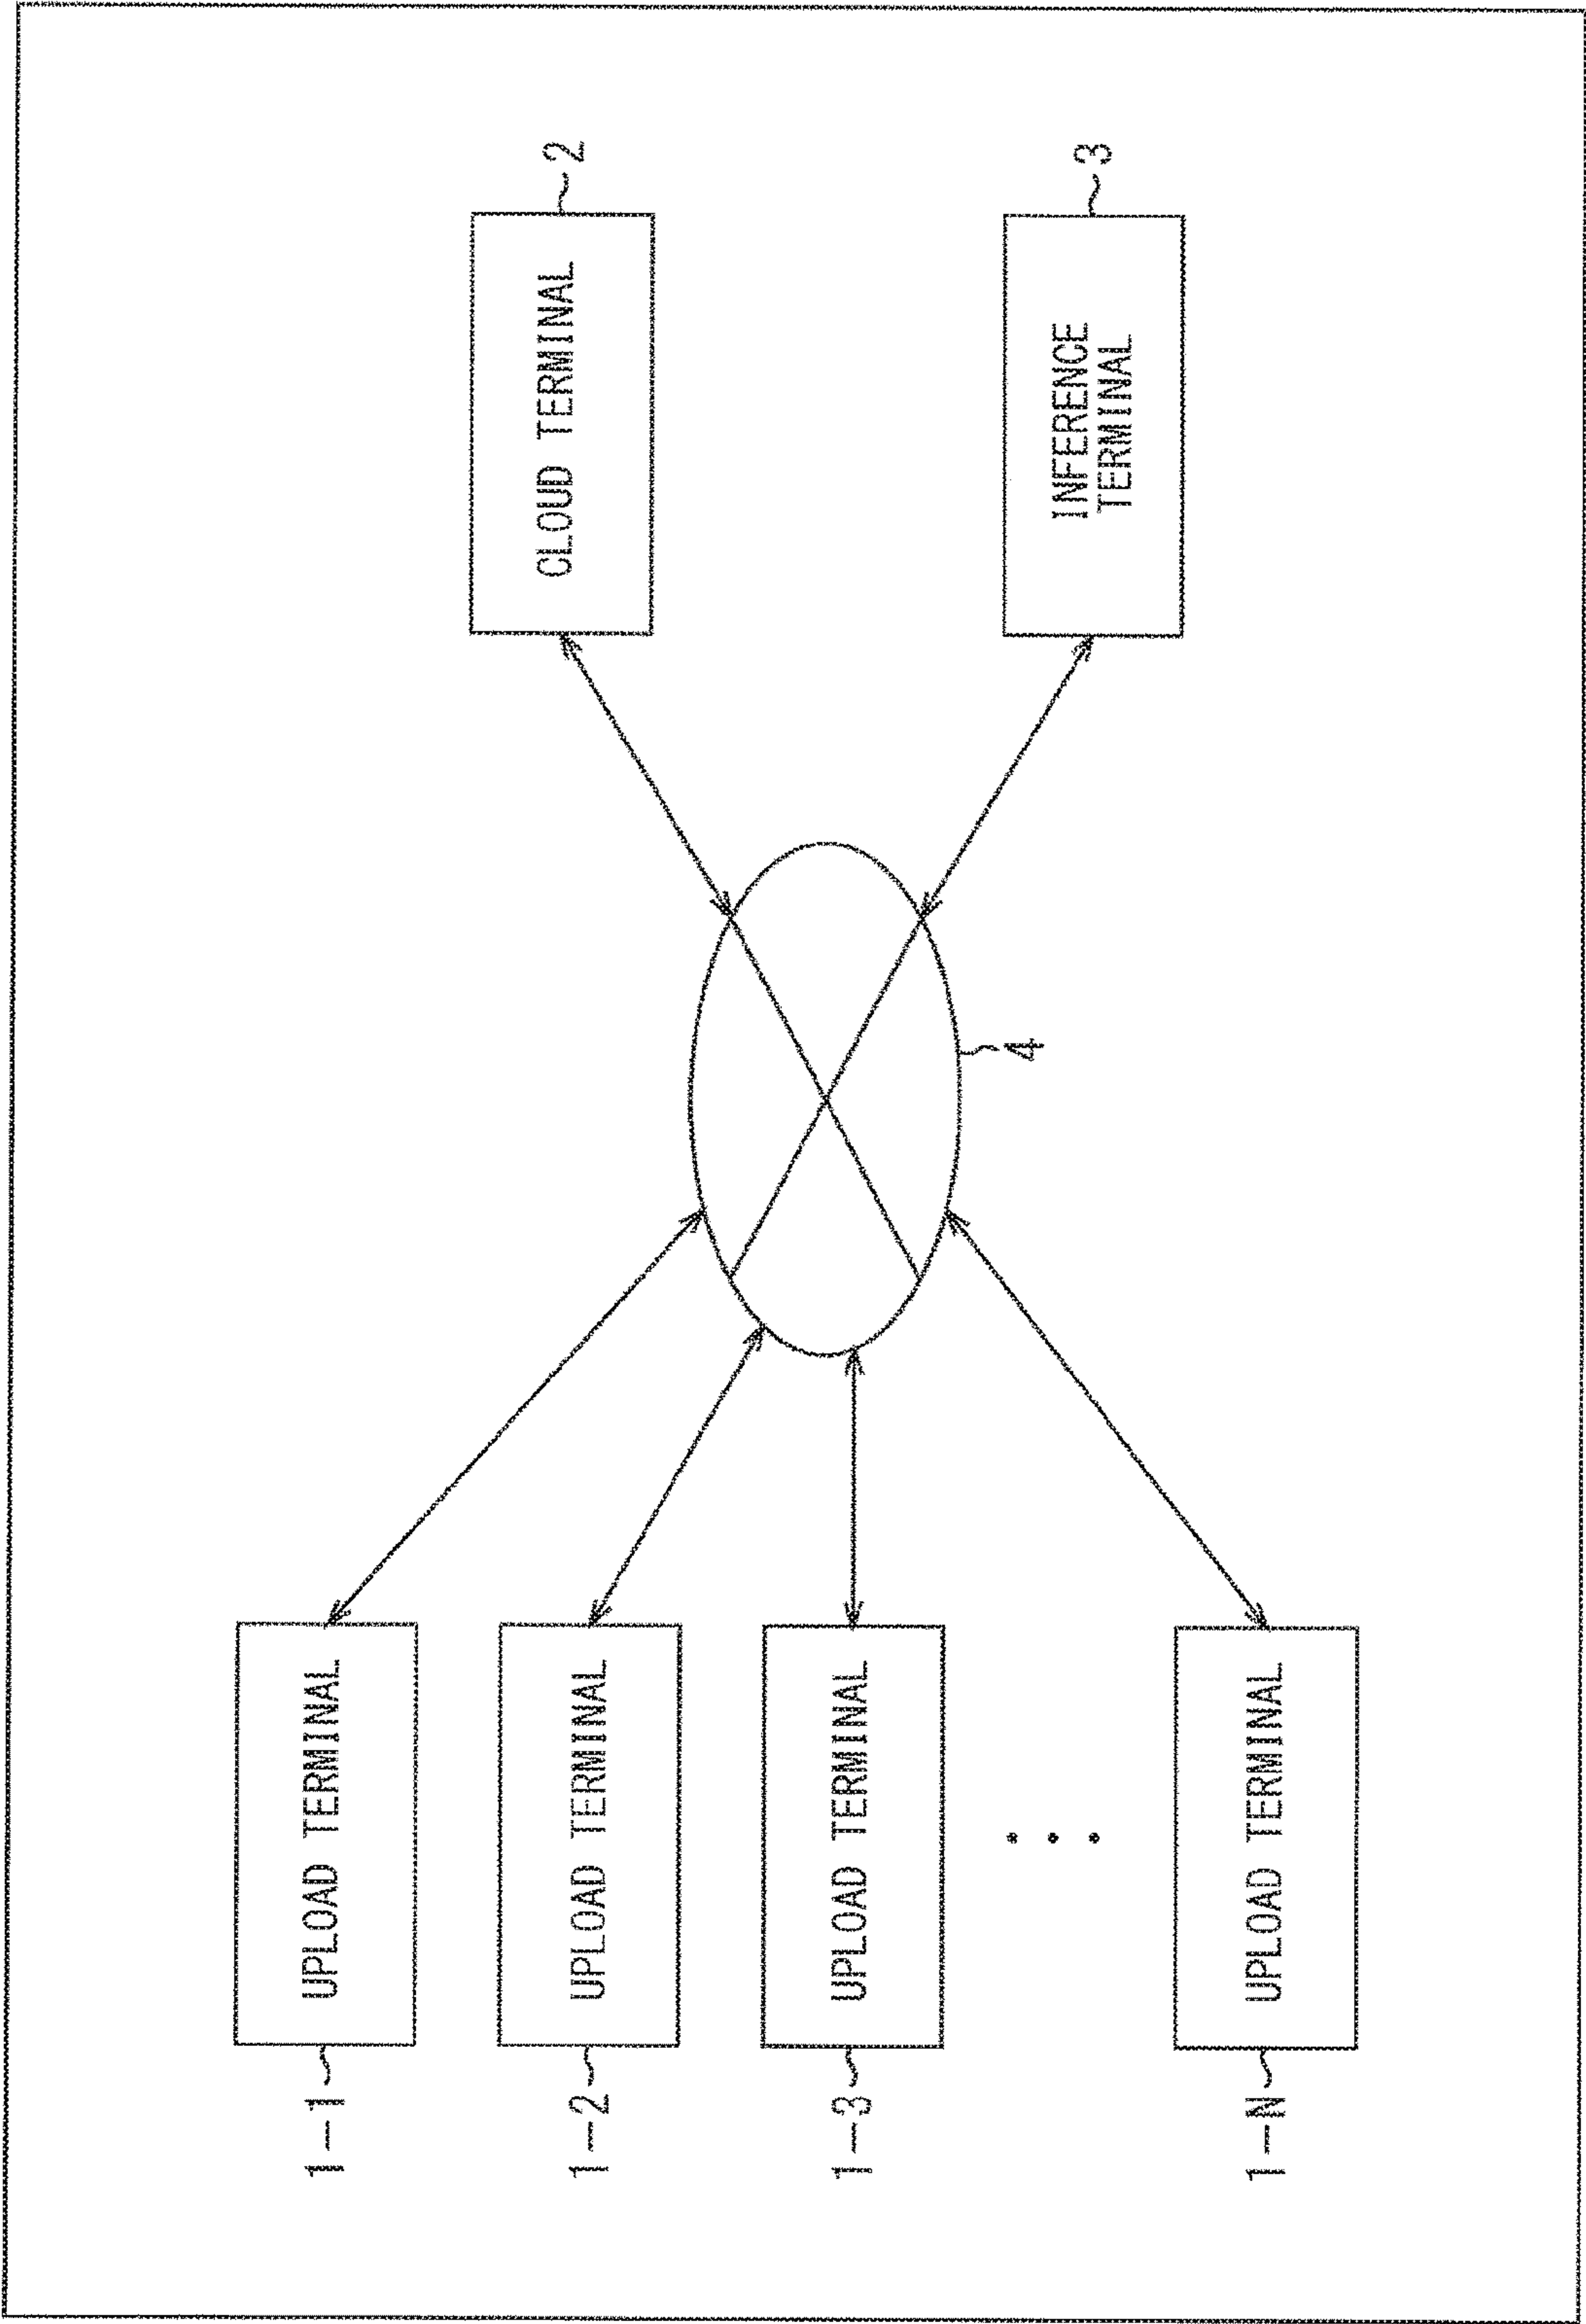 1-1
UPLOAD TERMINAL
1-2
UPLOAD TERMINAL
1-3
UPLOAD TERMINAL
1-N
UPLOAD TERMINAL
4
CLOUD TERMINAL
2
INFERENCE
TERMINAL
3